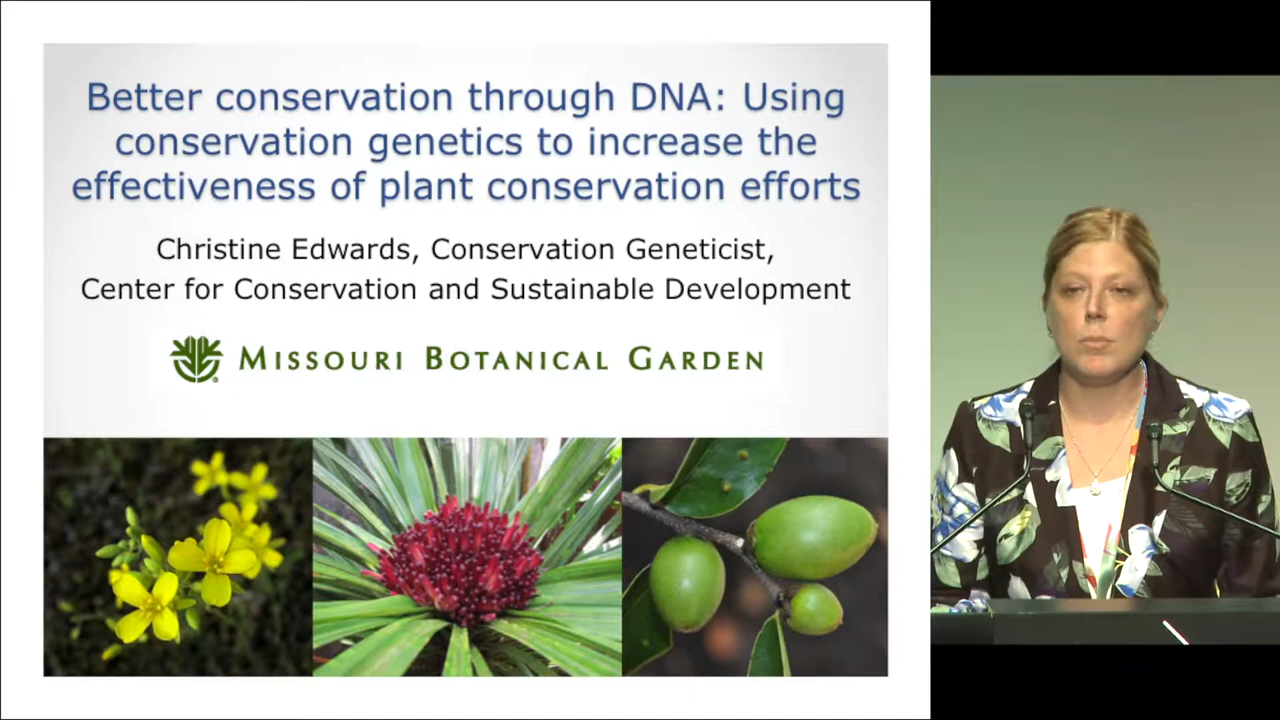 Better conservation through DNA: Using
conservation genetics to increase the
effectiveness of plant conservation efforts
Christine Edwards, Conservation Geneticist,
Center for Conservation and Sustainable Development
MISSOURI BOTANICAL GARDEN